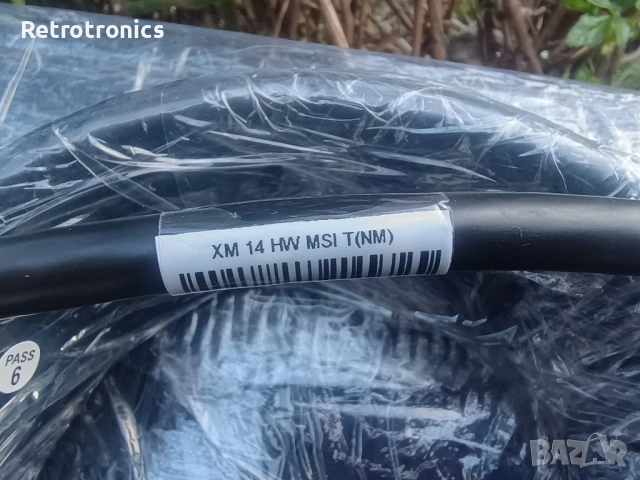 Retrotronics
XM 14 HW MSI T(NM)
PASS
6
BAZAR